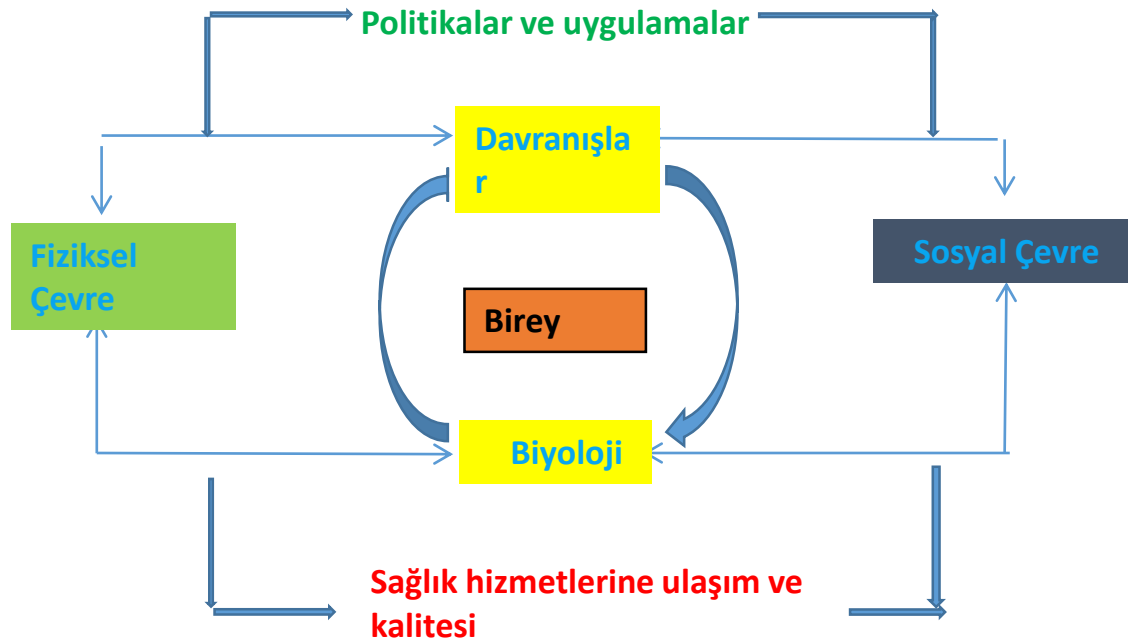 Politikalar ve uygulamalar
Davranışla
r
Fiziksel
Çevre
Sosyal Çevre
Birey
Biyoloji
Sağlık hizmetlerine ulaşım ve
kalitesi